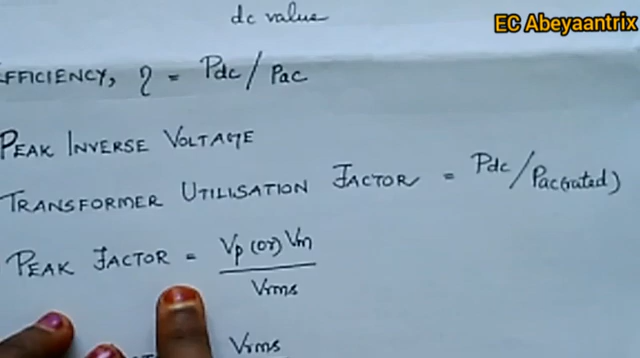 dc value
EC Abeyaantrix
EFFICIENCY, η = Pdc / Pac
PEAK INVERSE VOLTAGE
TRANSFORMER UTILISATION FACTOR = Pdc / Pac(rated)
PEAK FACTOR = Vp (or) Vm
Vrms
Vrms